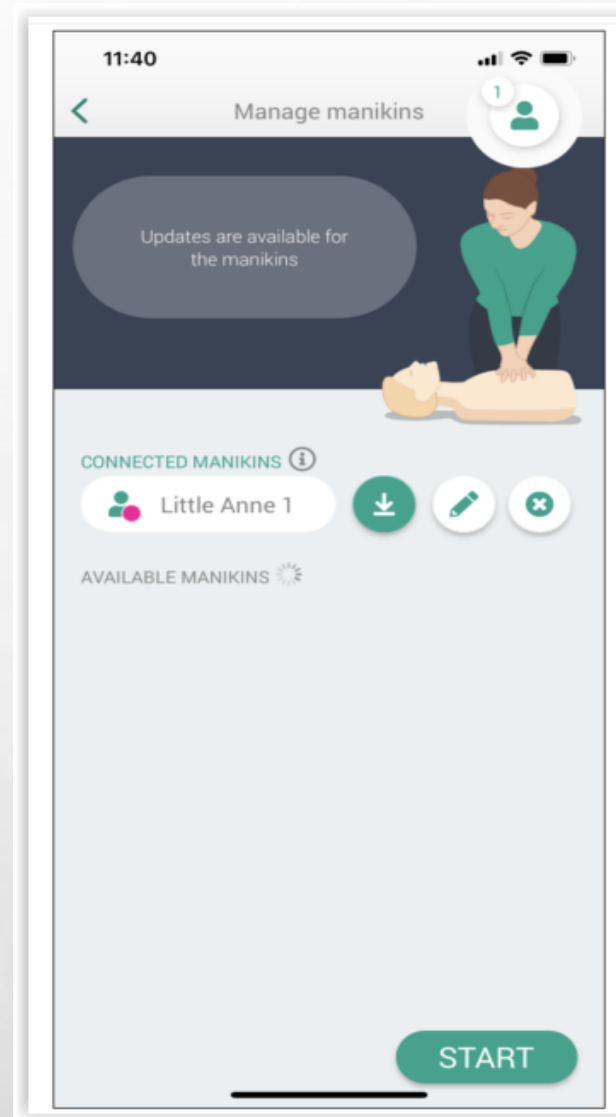 11:40
Manage manikins
1
Updates are available for
the manikins
CONNECTED MANIKINS
Little Anne 1
AVAILABLE MANIKINS
START